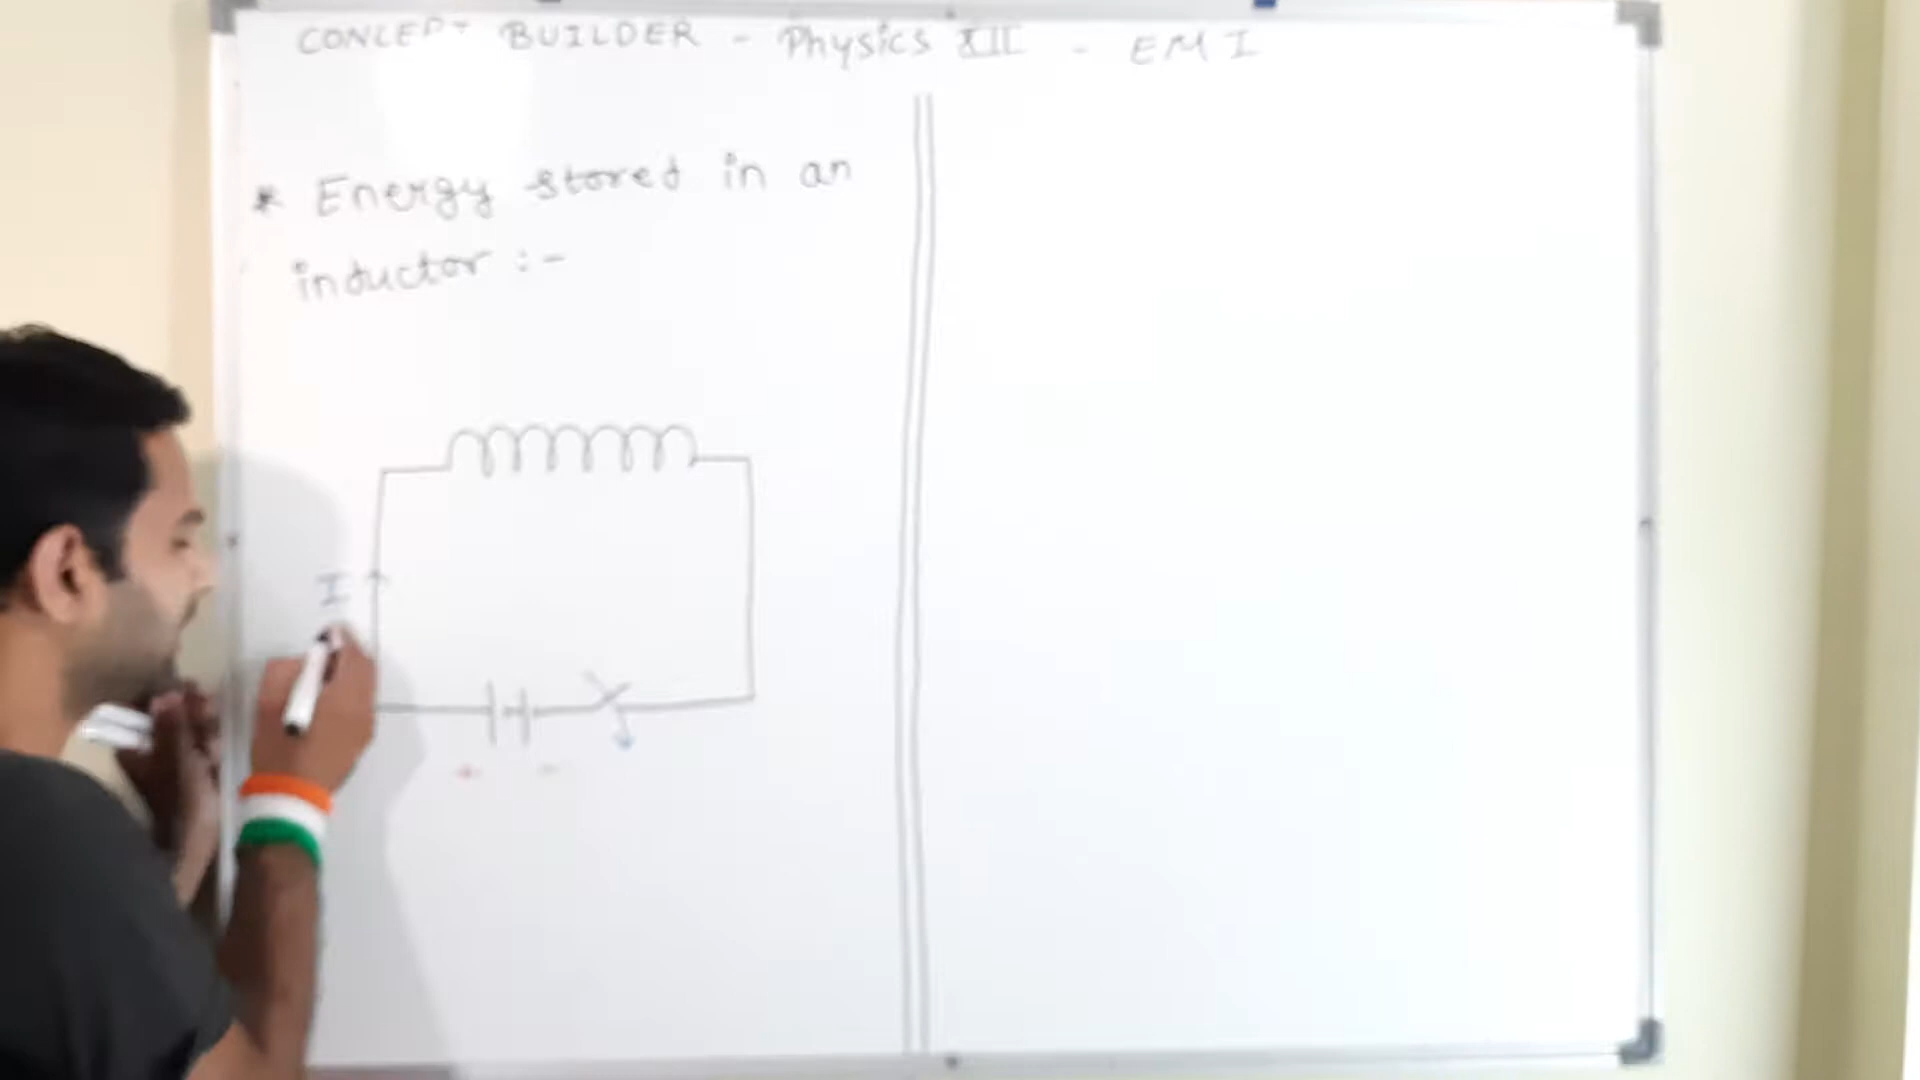 CONCEPT BUILDER - Physics XII - EMI
* Energy stored in an
inductor :-
I
+ -